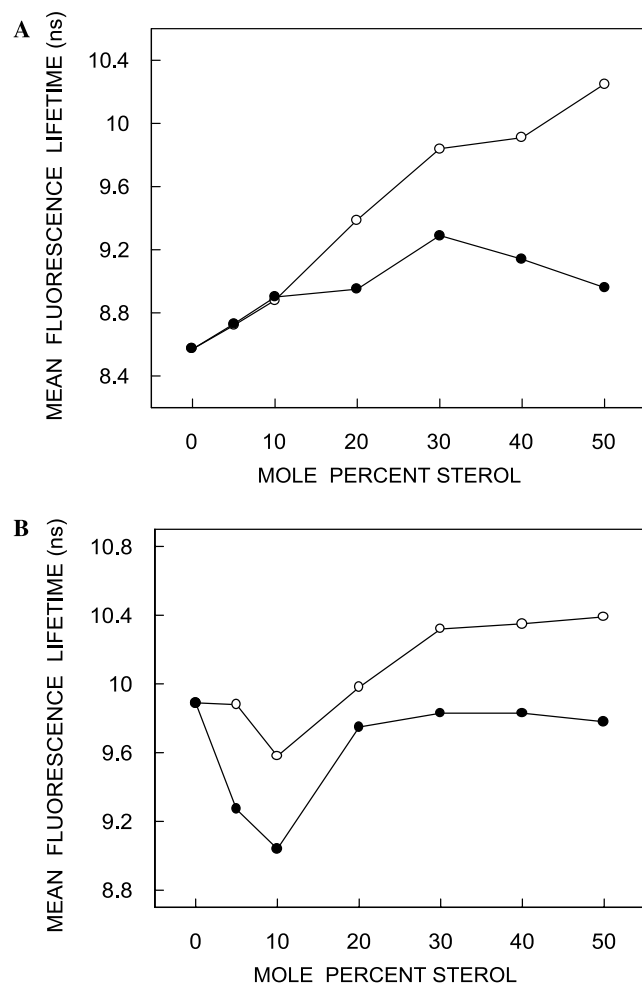 A
MEAN FLUORESCENCE LIFETIME (ns)
10.4
10
9.6
9.2
8.8
8.4
0 10 20 30 40 50
MOLE PERCENT STEROL
B
MEAN FLUORESCENCE LIFETIME (ns)
10.8
10.4
10
9.6
9.2
8.8
0 10 20 30 40 50
MOLE PERCENT STEROL